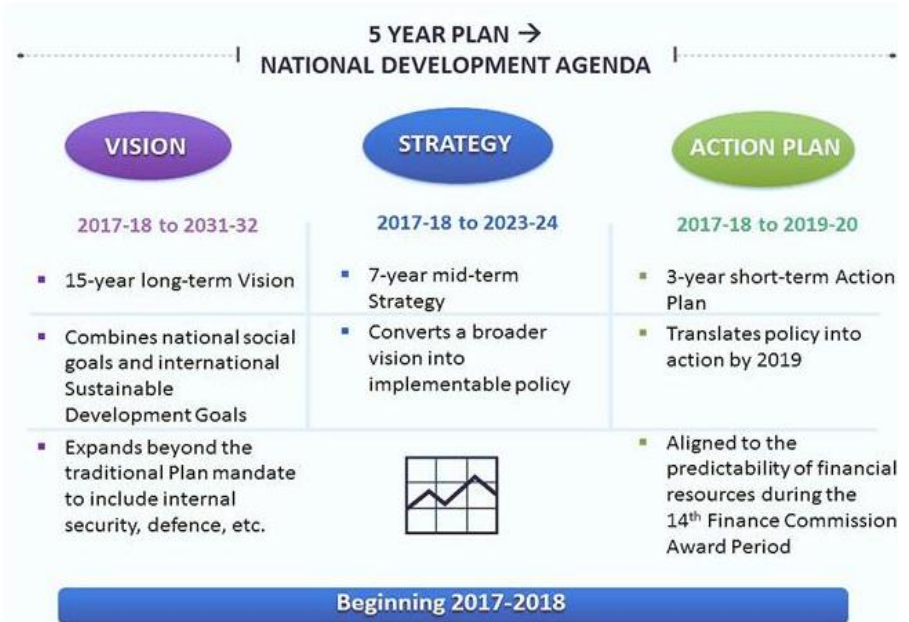 5 YEAR PLAN →
NATIONAL DEVELOPMENT AGENDA
VISION
2017-18 to 2031-32
▪ 15-year long-term Vision
▪ Combines national social
goals and international
Sustainable
Development Goals
▪ Expands beyond the
traditional Plan mandate
to include internal
security, defence, etc.
STRATEGY
2017-18 to 2023-24
▪ 7-year mid-term
Strategy
▪ Converts a broader
vision into
implementable policy
ACTION PLAN
2017-18 to 2019-20
▪ 3-year short-term Action
Plan
▪ Translates policy into
action by 2019
▪ Aligned to the
predictability of financial
resources during the
14th Finance Commission
Award Period
Beginning 2017-2018